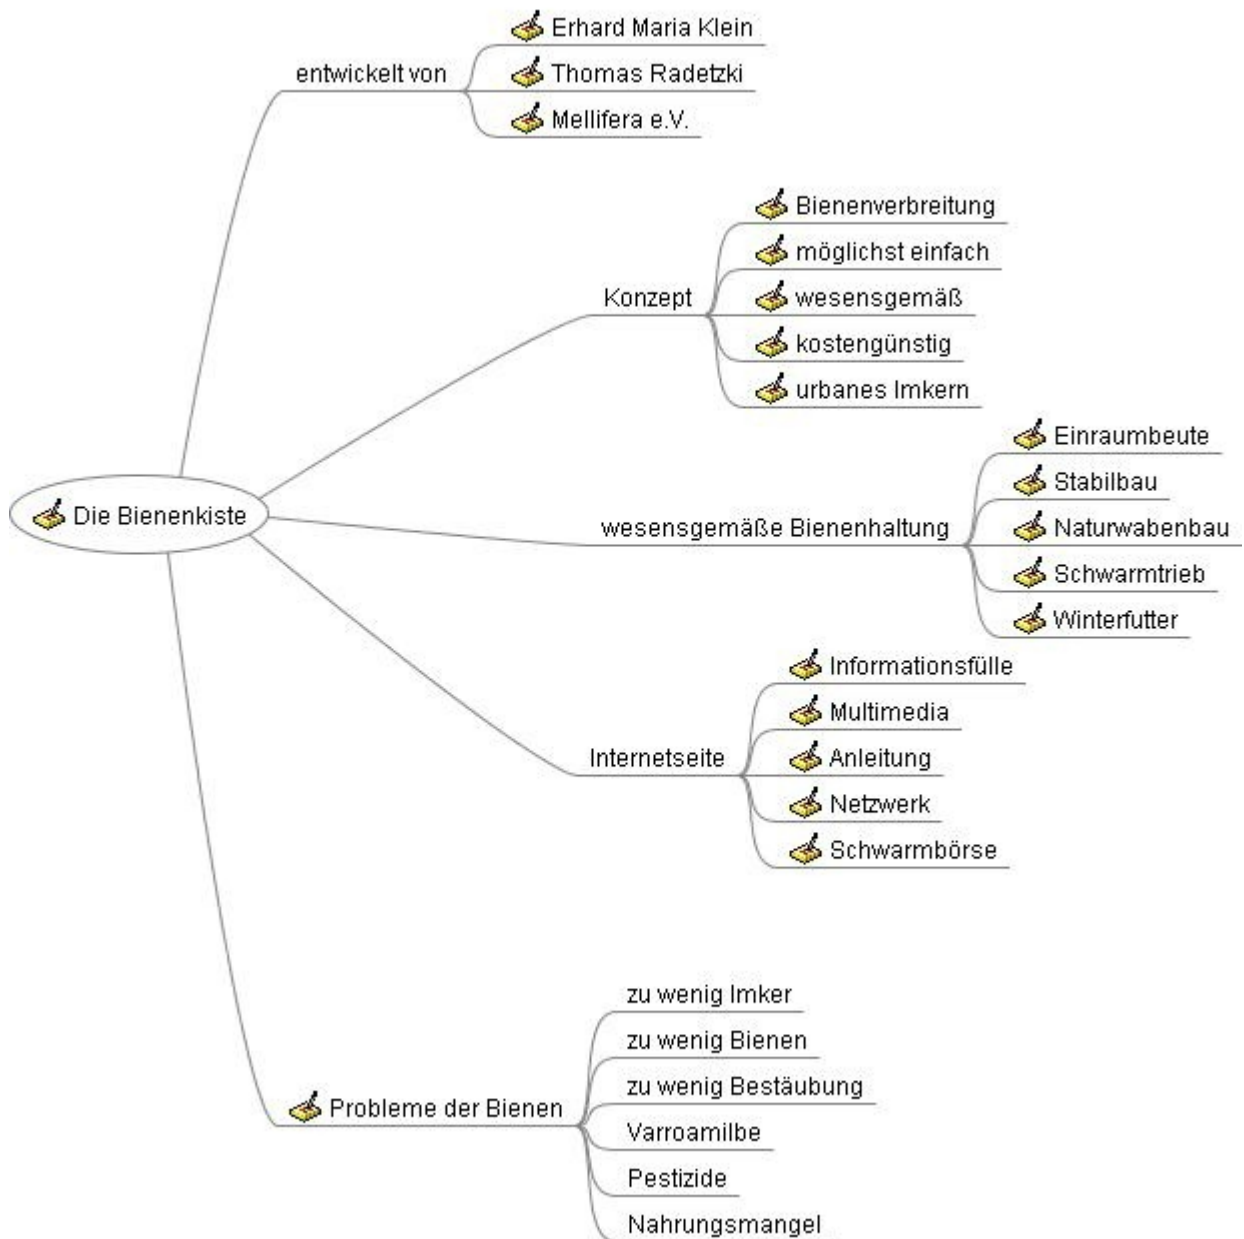 Erhard Maria Klein
entwickelt von
Thomas Radetzki
Mellifera e.V.
Bienenverbreitung
möglichst einfach
Konzept
wesensgemäß
kostengünstig
urbanes Imkern
Einraumbeute
Stabilbau
Die Bienenkiste
wesensgemäße Bienenhaltung
Naturwabenbau
Schwarmtrieb
Winterfutter
Informationsfülle
Multimedia
Internetseite
Anleitung
Netzwerk
Schwarmbörse
zu wenig Imker
zu wenig Bienen
zu wenig Bestäubung
Probleme der Bienen
Varroamilbe
Pestizide
Nahrungsmangel